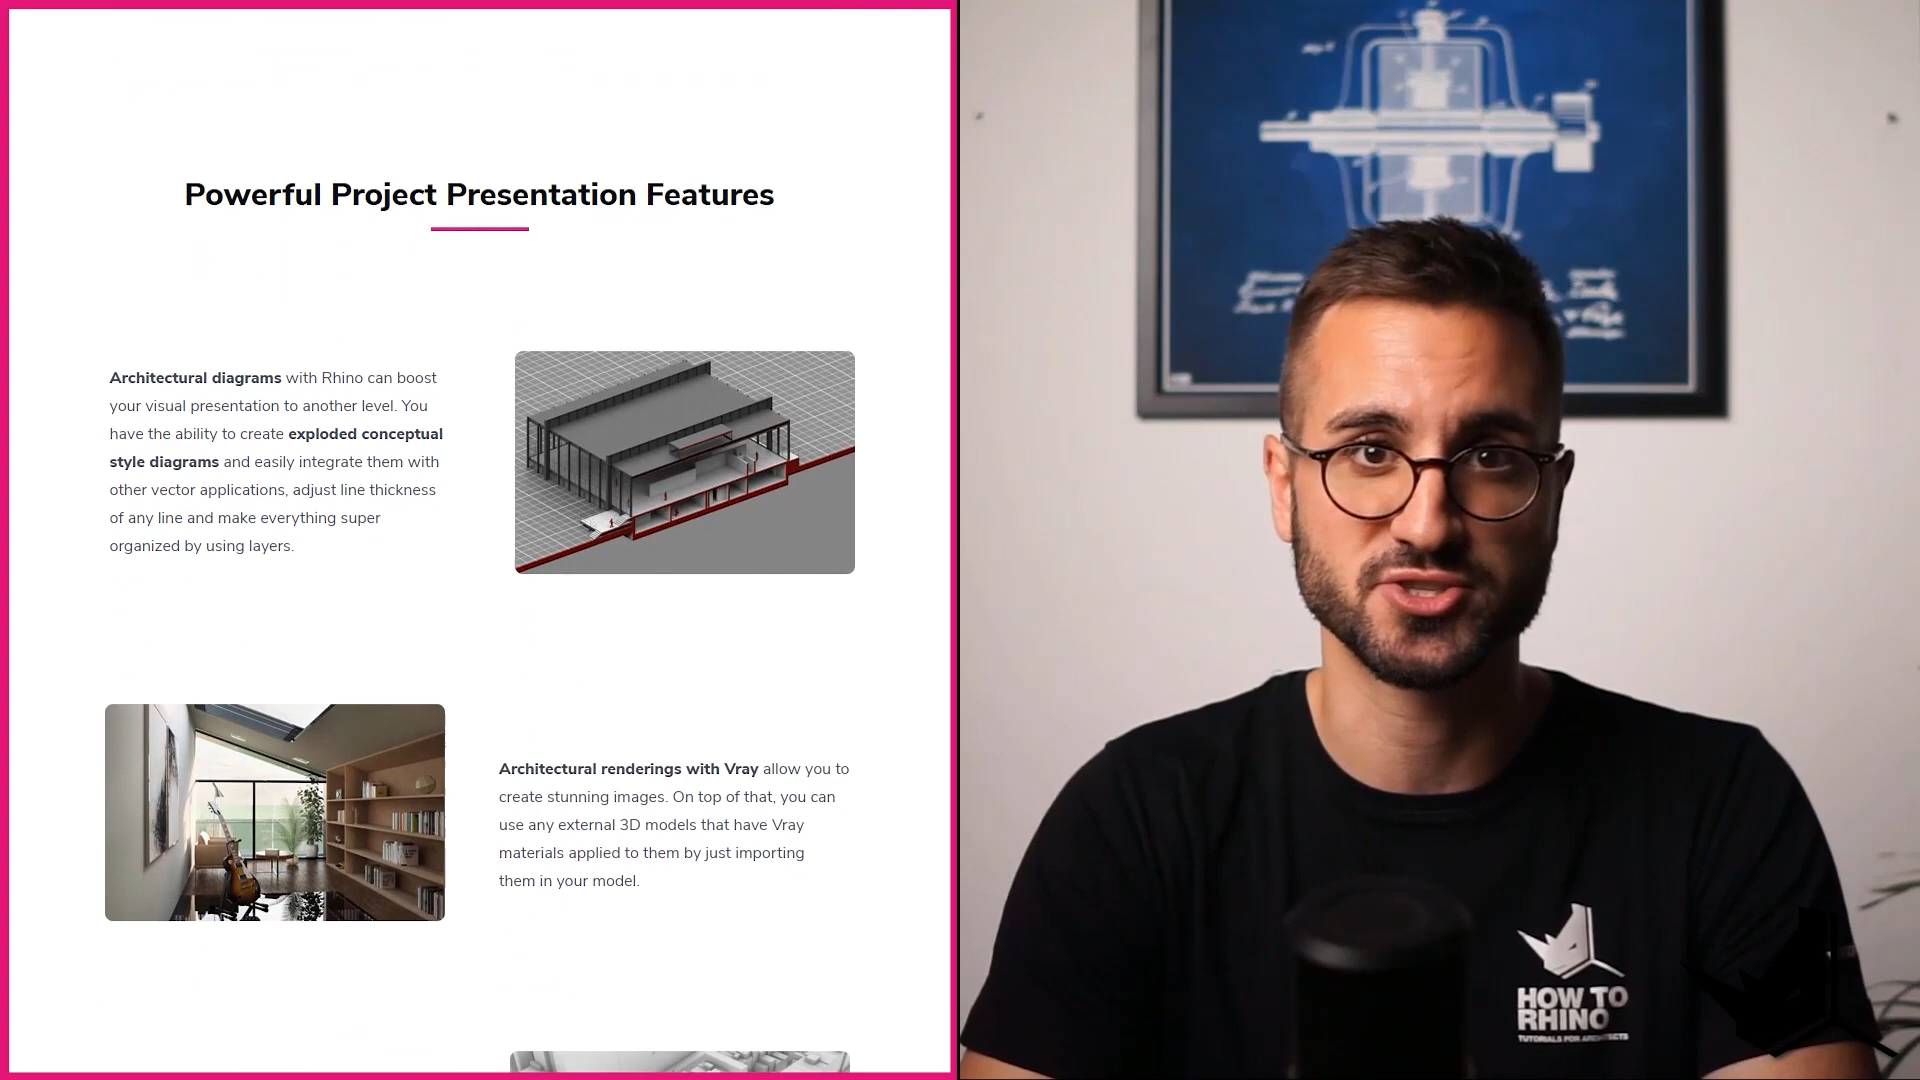 Powerful Project Presentation Features
Architectural diagrams with Rhino can boost
your visual presentation to another level. You
have the ability to create exploded conceptual
style diagrams and easily integrate them with
other vector applications, adjust line thickness
of any line and make everything super
organized by using layers.
Architectural renderings with Vray allow you to
create stunning images. On top of that, you can
use any external 3D models that have Vray
materials applied to them by just importing
them in your model.
HOW TO
RHINO
TUTORIALS FOR ARCHITECTS